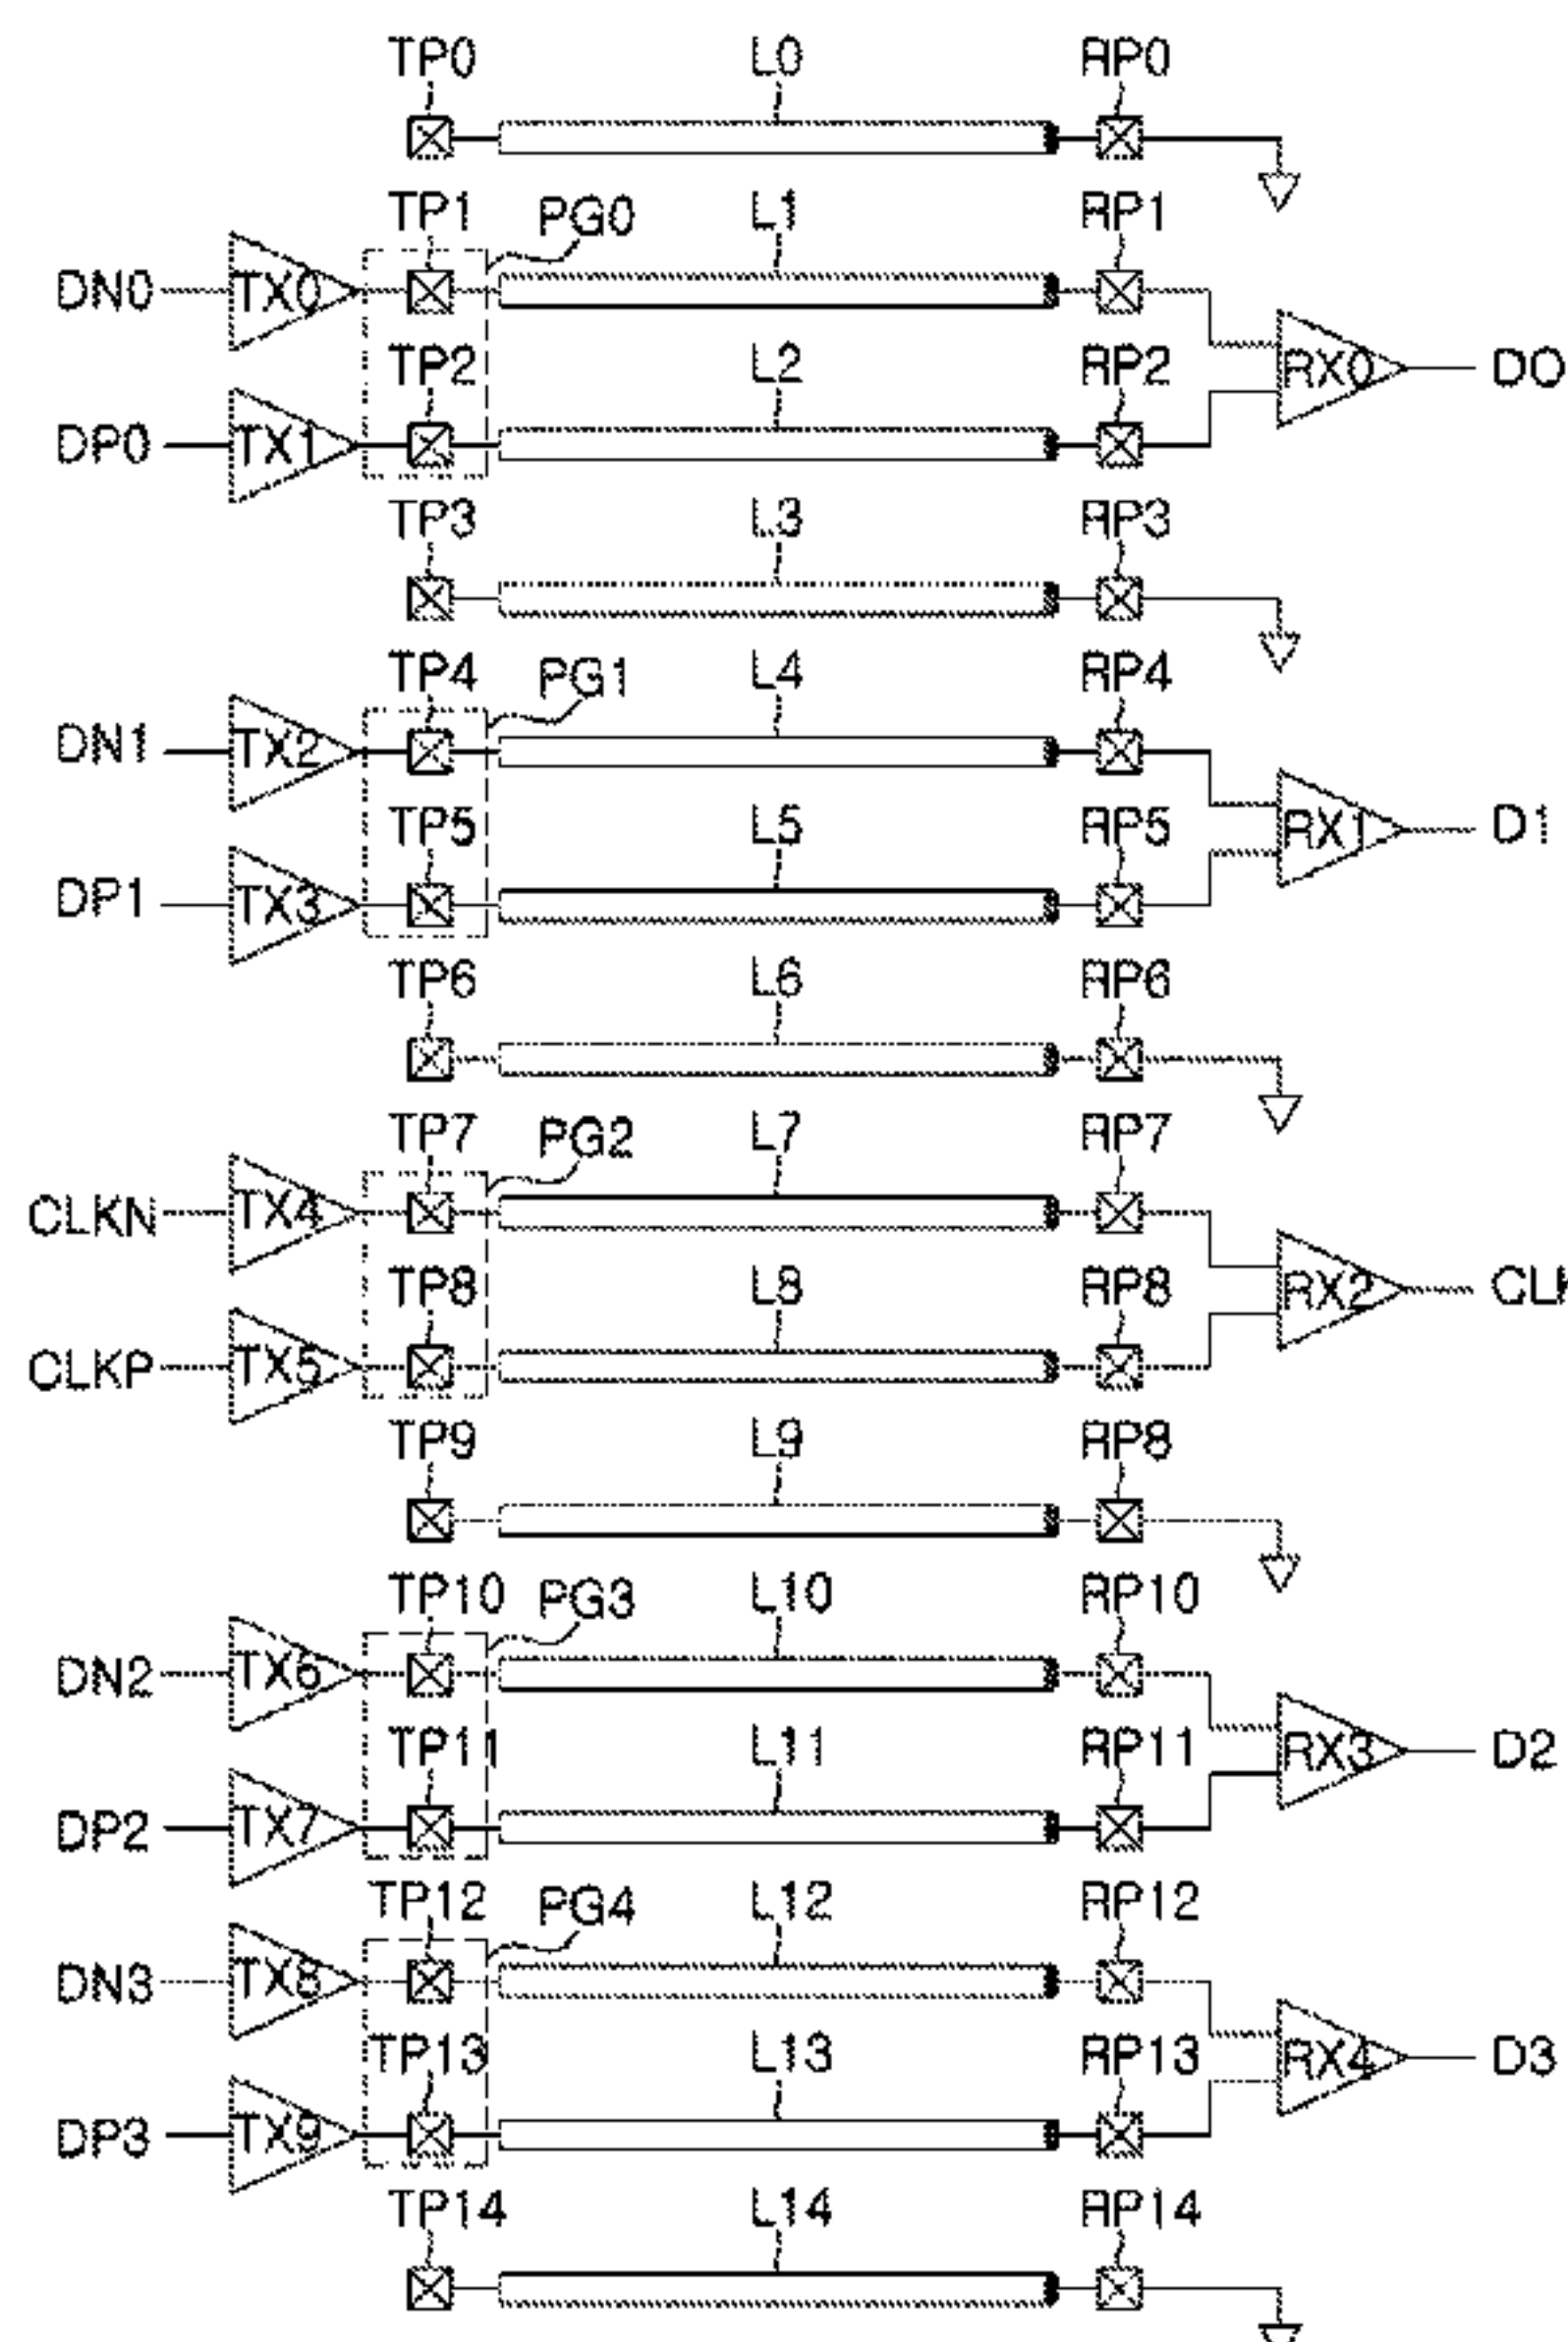 TP0 L0 RP0
TP1 PG0 L1 RP1
DN0 TX0
TP2 L2 RP2
RX0 DO
DP0 TX1
TP3 L3 RP3
TP4 PG1 L4 RP4
DN1 TX2
TP5 L5 RP5
RX1 D1
DP1 TX3
TP6 L6 RP6
TP7 PG2 L7 RP7
CLKN TX4
TP8 L8 RP8
RX2
CLKP TX5
TP9 L9 RP8
TP10 PG3 L10 RP10
DN2 TX6
TP11 L11 RP11
RX3 D2
DP2 TX7
TP12 PG4 L12 RP12
DN3 TX8
TP13 L13 RP13
RX4 D3
DP3 TX9
TP14 L14 RP14